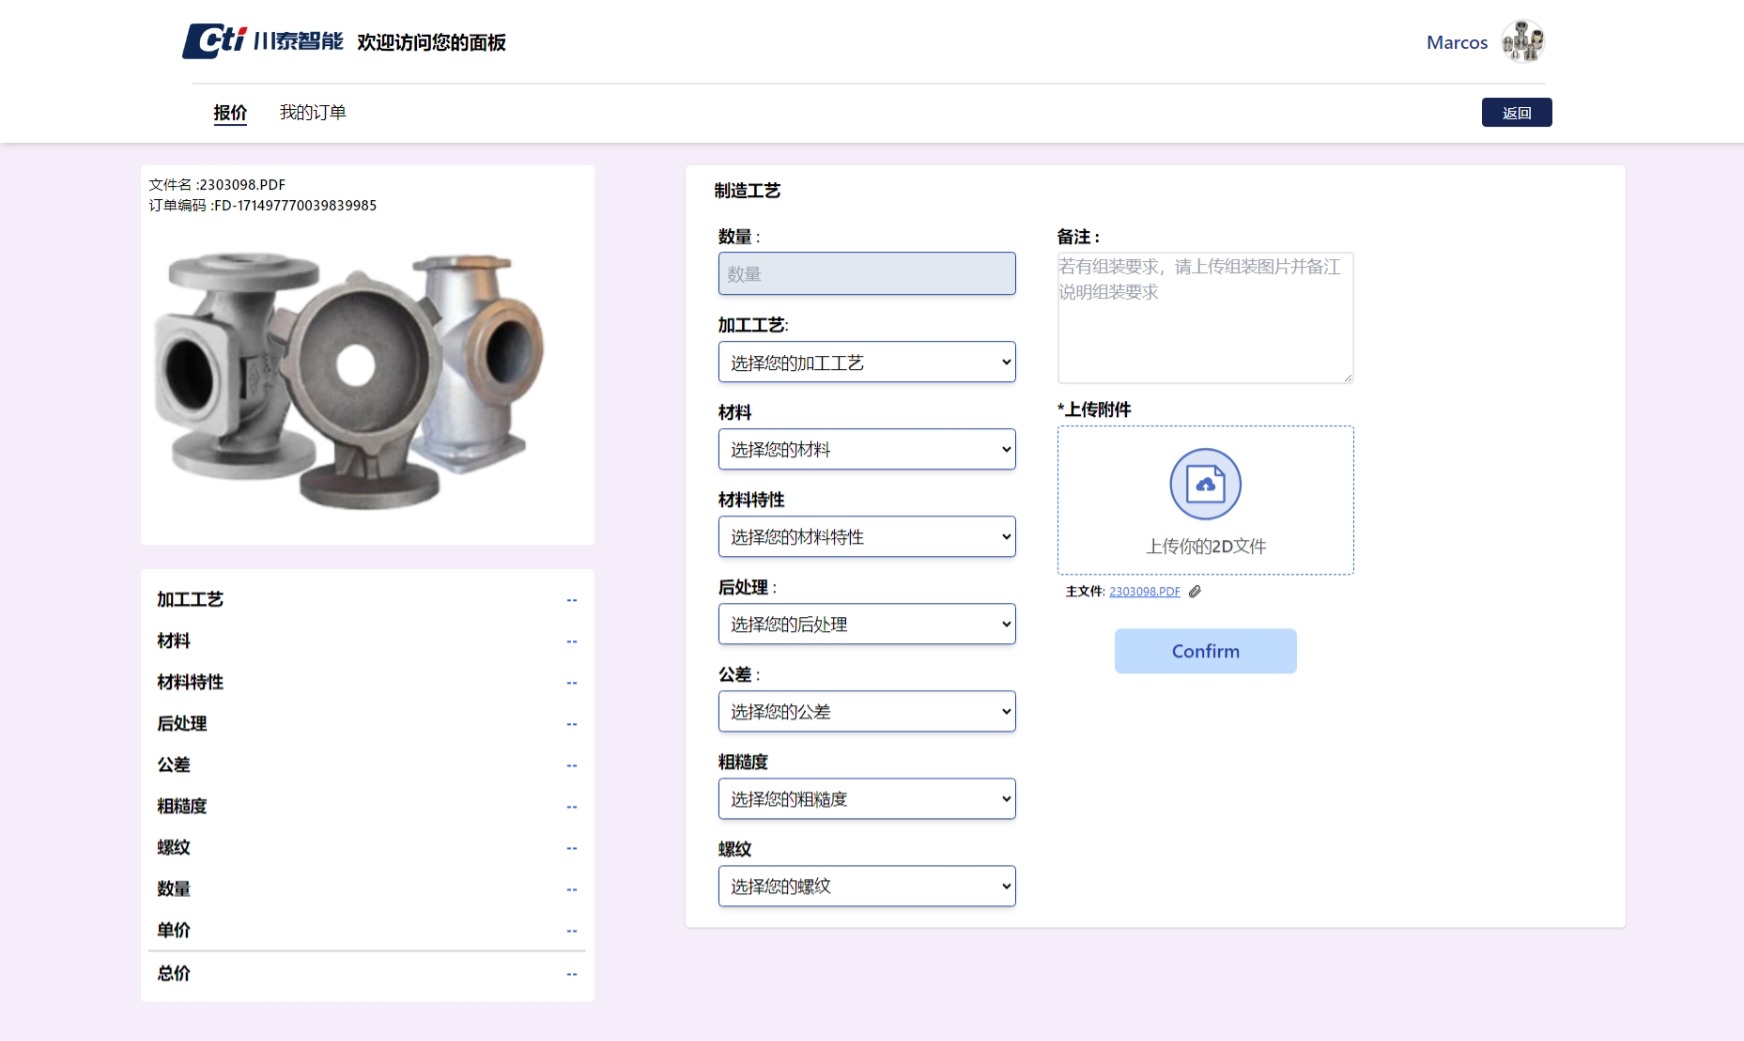 Cti 川泰智能 欢迎访问您的面板
Marcos
报价
我的订单
返回
文件名 :2303098.PDF
订单编码 :FD-171497770039839985
加工工艺 --
材料 --
材料特性 --
后处理 --
公差 --
粗糙度 --
螺纹 --
数量 --
单价 --
总价 --
制造工艺
数量 :
数量
加工工艺:
选择您的加工工艺
材料
选择您的材料
材料特性
选择您的材料特性
后处理 :
选择您的后处理
公差 :
选择您的公差
粗糙度
选择您的粗糙度
螺纹
选择您的螺纹
备注 :
若有组装要求，请上传组装图片并备江
说明组装要求
*上传附件
上传你的2D文件
主文件: 2303098.PDF
Confirm